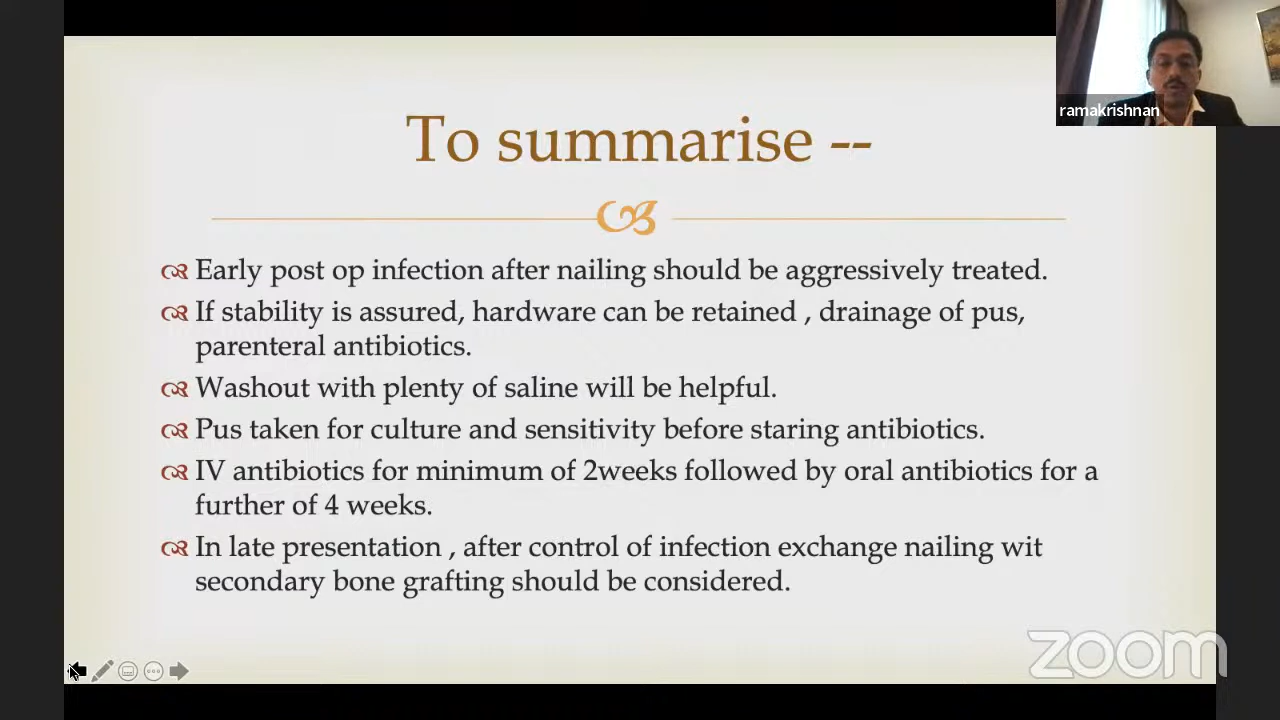 ramakrishnan
To summarise --
Early post op infection after nailing should be aggressively treated.
If stability is assured, hardware can be retained , drainage of pus,
parenteral antibiotics.
Washout with plenty of saline will be helpful.
Pus taken for culture and sensitivity before staring antibiotics.
IV antibiotics for minimum of 2weeks followed by oral antibiotics for a
further of 4 weeks.
In late presentation , after control of infection exchange nailing wit
secondary bone grafting should be considered.
zoom